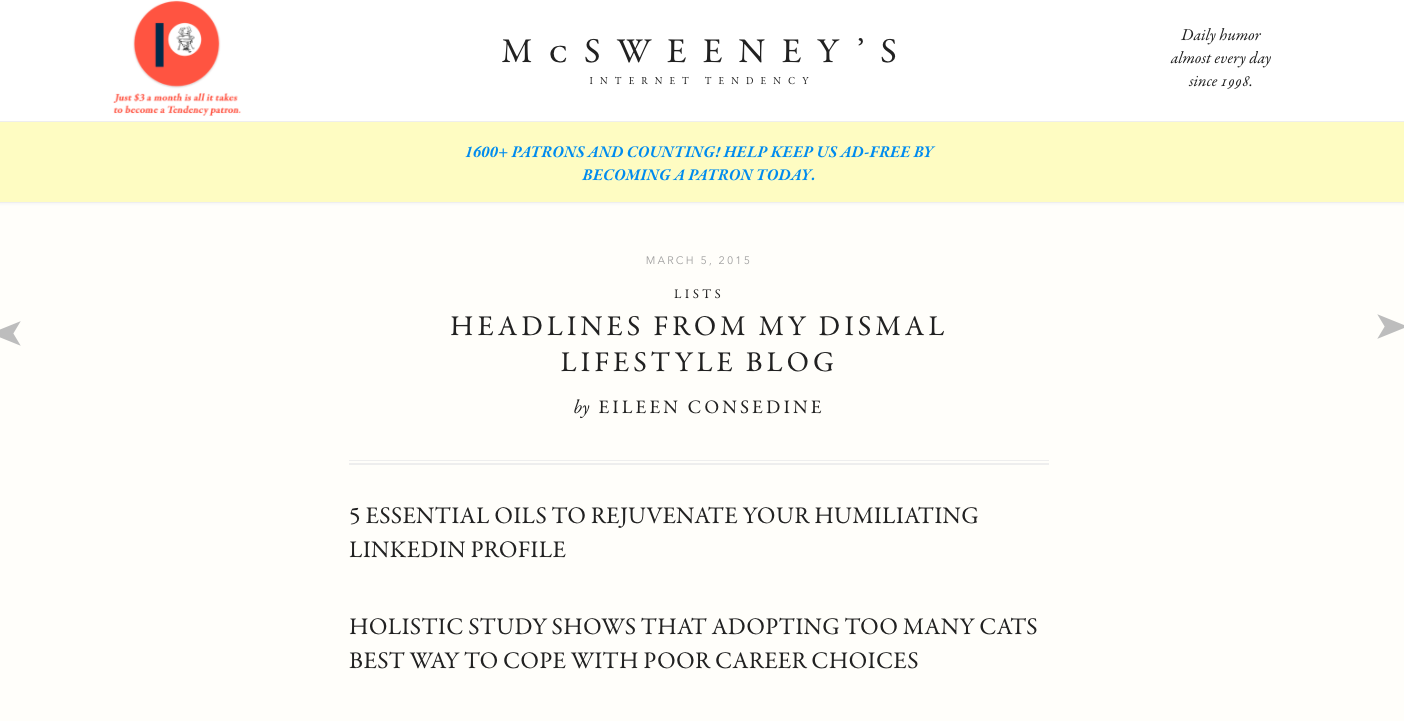 Just $3 a month is all it takes
to become a Tendency patron.
McSWEENEY’S
INTERNET TENDENCY
Daily humor
almost every day
since 1998.
1600+ PATRONS AND COUNTING! HELP KEEP US AD-FREE BY
BECOMING A PATRON TODAY.
MARCH 5, 2015
LISTS
HEADLINES FROM MY DISMAL
LIFESTYLE BLOG
by EILEEN CONSEDINE
5 ESSENTIAL OILS TO REJUVENATE YOUR HUMILIATING
LINKEDIN PROFILE
HOLISTIC STUDY SHOWS THAT ADOPTING TOO MANY CATS
BEST WAY TO COPE WITH POOR CAREER CHOICES